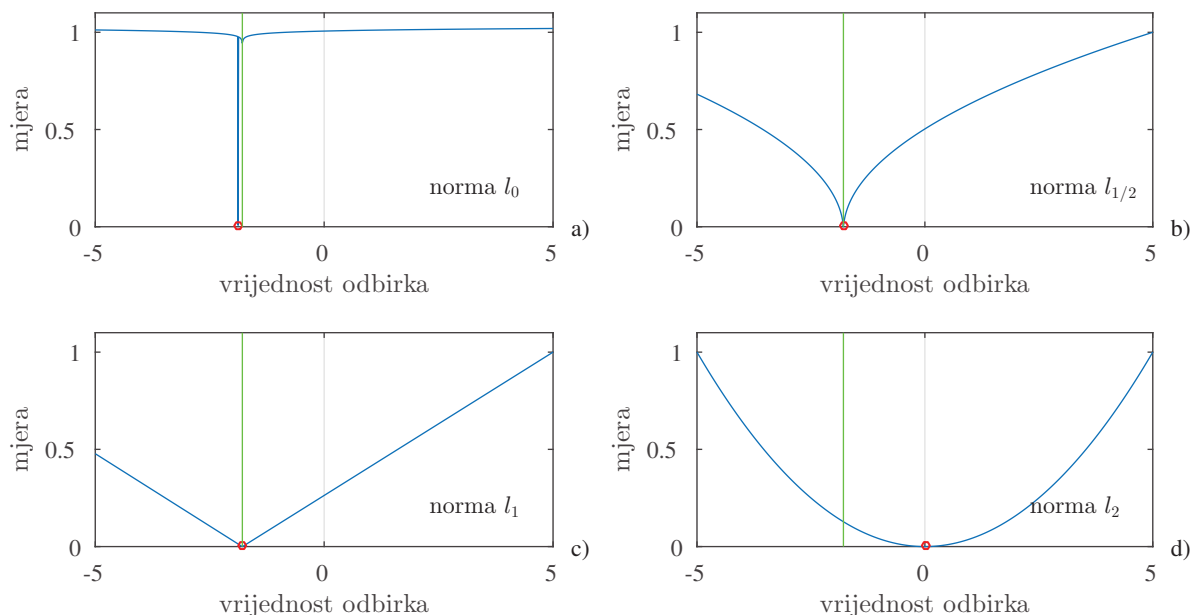 1
0.5
0
mjera
norma l₀
-5
0
5
vrijednost odbirka
a)
1
0.5
0
mjera
norma l₁/₂
-5
0
5
vrijednost odbirka
b)
1
0.5
0
mjera
norma l₁
-5
0
5
vrijednost odbirka
c)
1
0.5
0
mjera
norma l₂
-5
0
5
vrijednost odbirka
d)